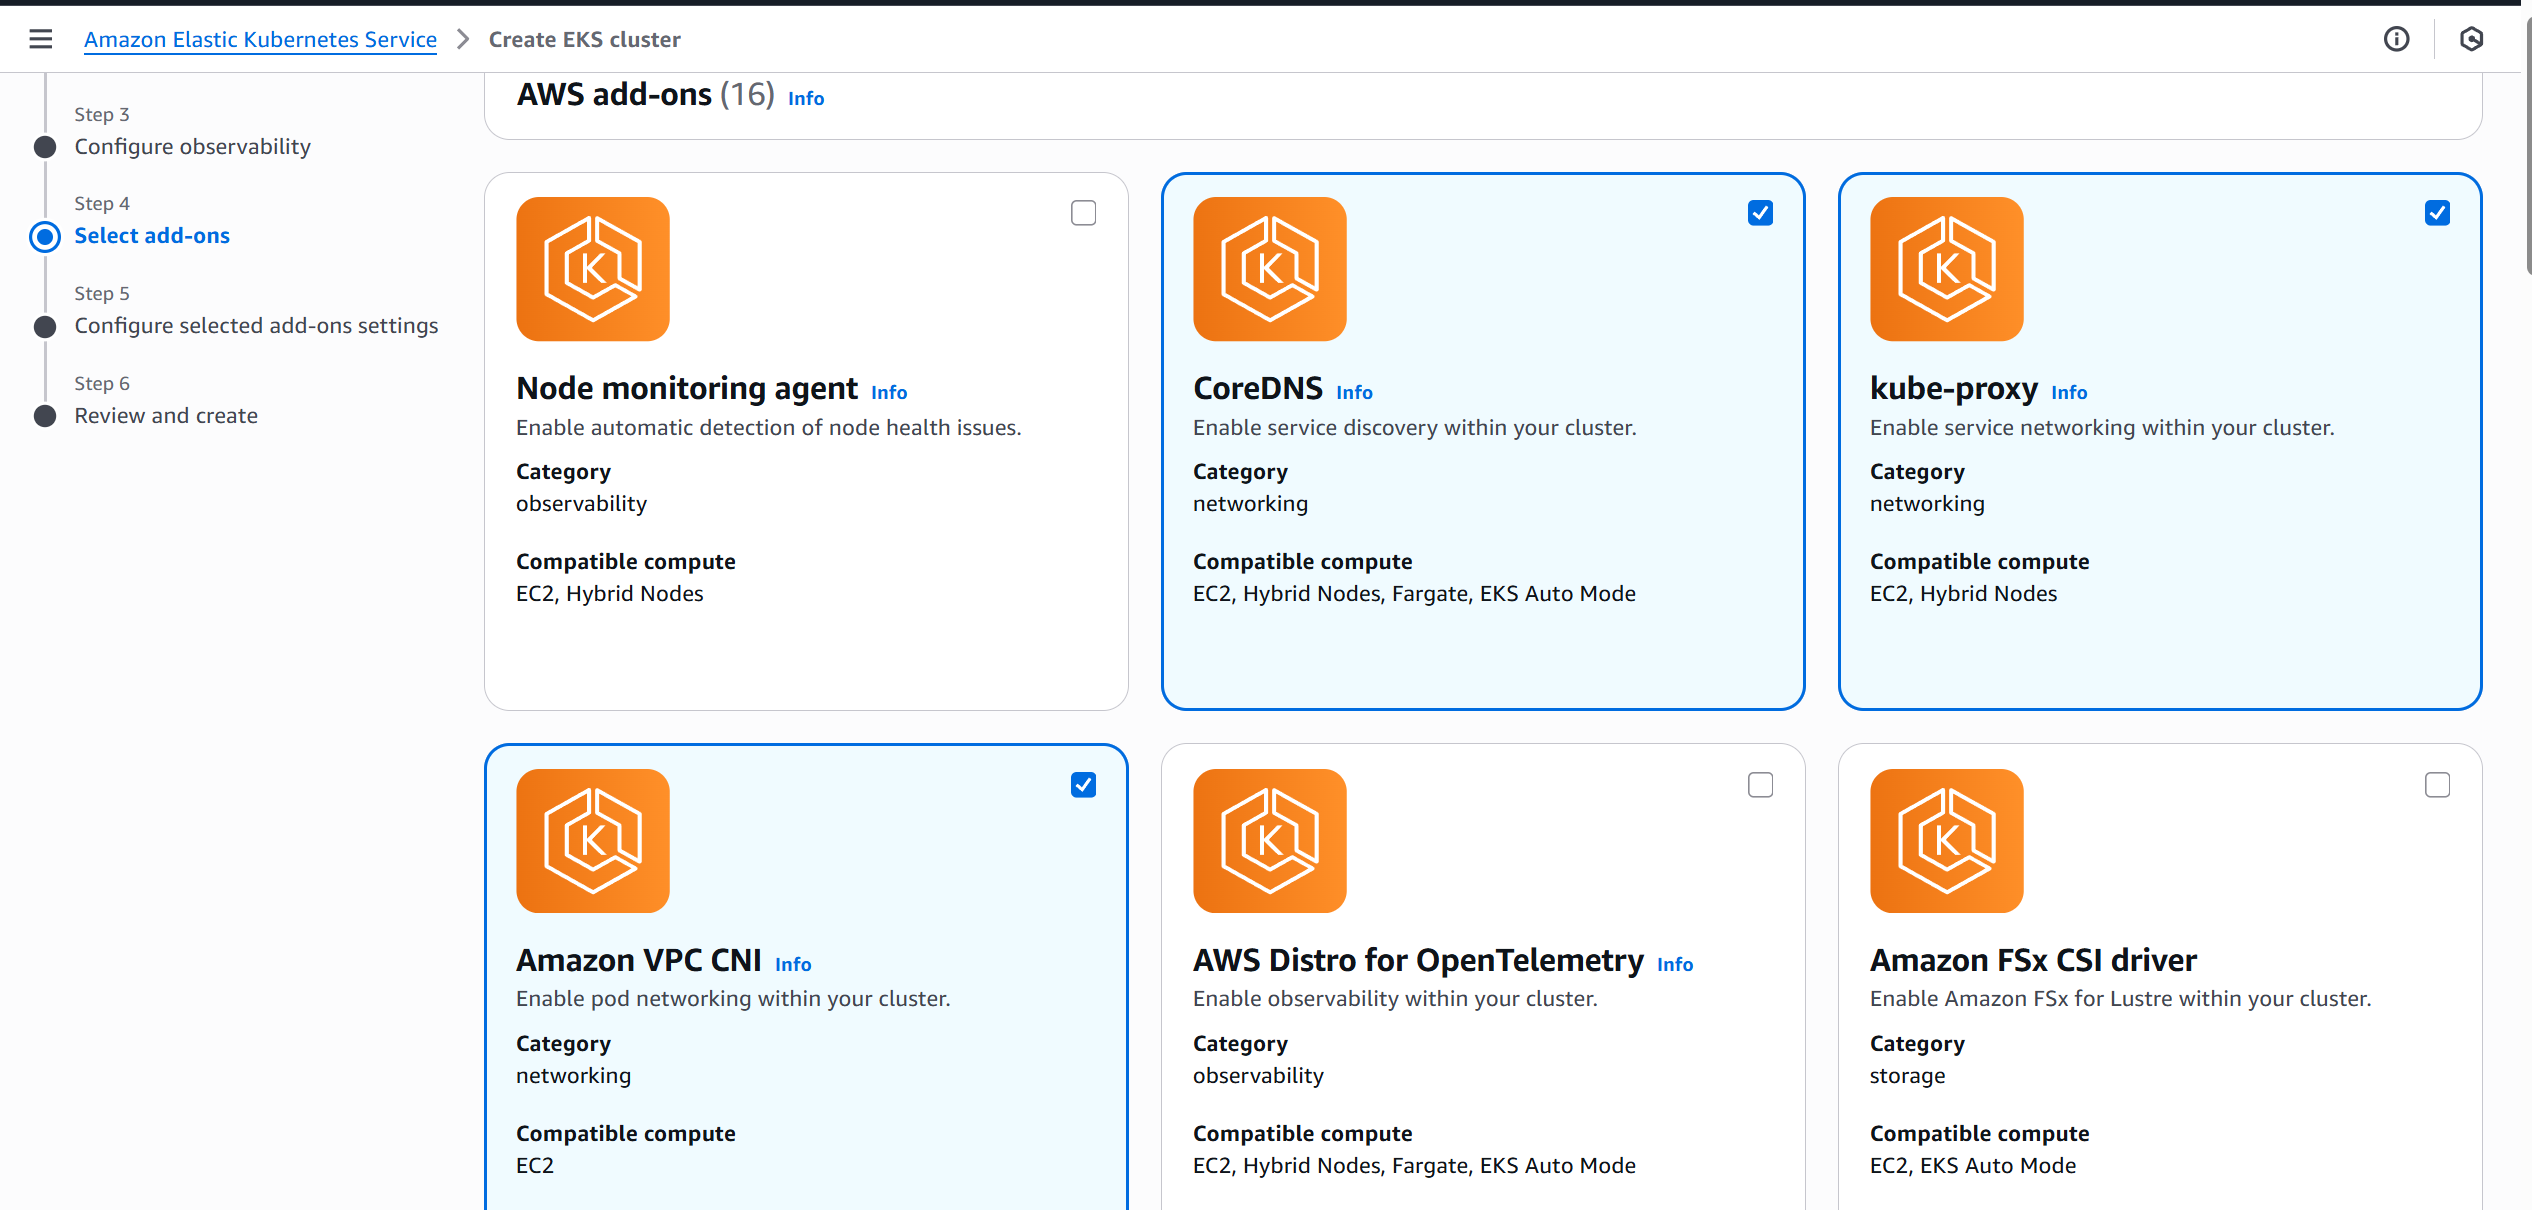 Amazon Elastic Kubernetes Service > Create EKS cluster
Step 3
Configure observability
Step 4
Select add-ons
Step 5
Configure selected add-ons settings
Step 6
Review and create
AWS add-ons (16) Info
K
Node monitoring agent Info
Enable automatic detection of node health issues.
Category
observability
Compatible compute
EC2, Hybrid Nodes
K
CoreDNS Info
Enable service discovery within your cluster.
Category
networking
Compatible compute
EC2, Hybrid Nodes, Fargate, EKS Auto Mode
K
kube-proxy Info
Enable service networking within your cluster.
Category
networking
Compatible compute
EC2, Hybrid Nodes
K
Amazon VPC CNI Info
Enable pod networking within your cluster.
Category
networking
Compatible compute
EC2
K
AWS Distro for OpenTelemetry Info
Enable observability within your cluster.
Category
observability
Compatible compute
EC2, Hybrid Nodes, Fargate, EKS Auto Mode
K
Amazon FSx CSI driver
Enable Amazon FSx for Lustre within your cluster.
Category
storage
Compatible compute
EC2, EKS Auto Mode